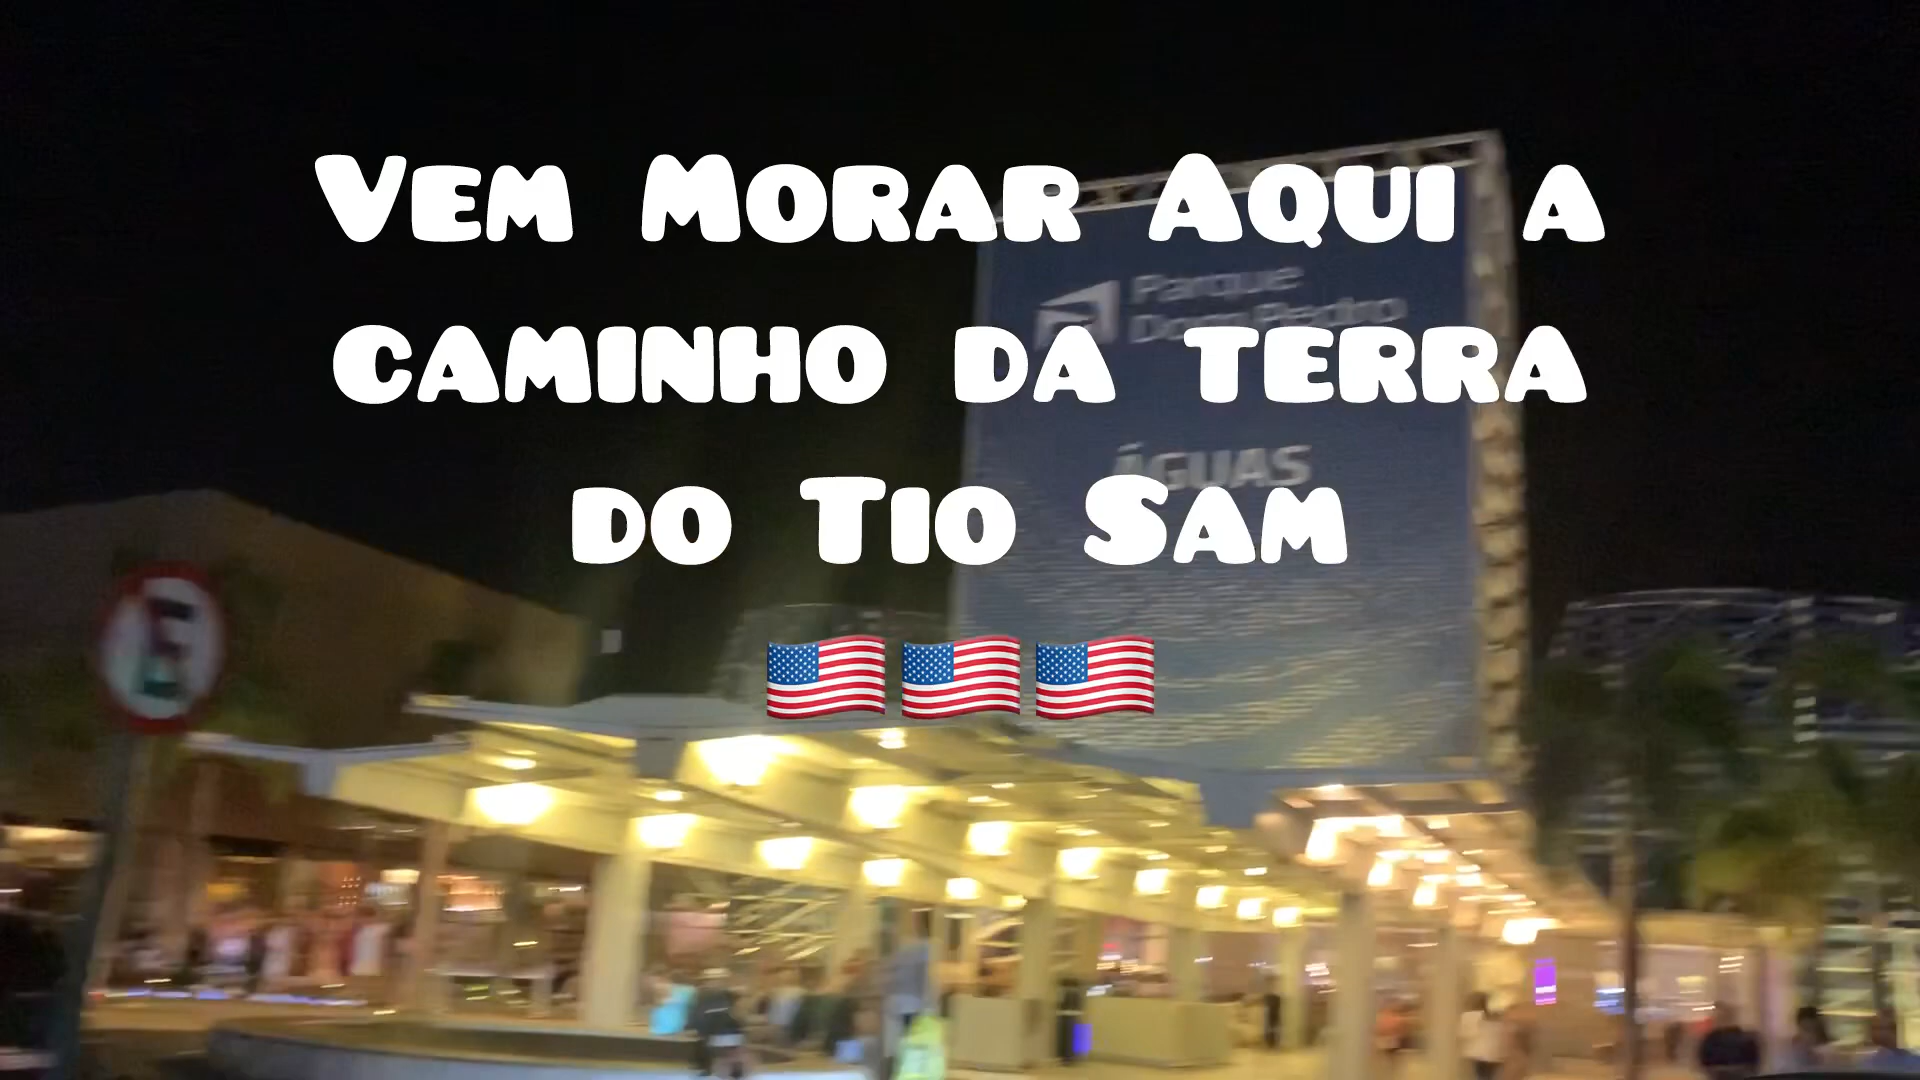 Vem Morar Aqui a
caminho da terra
do Tio Sam
🇺🇸🇺🇸🇺🇸
Parque
Dom Pedro
ÁGUAS
E